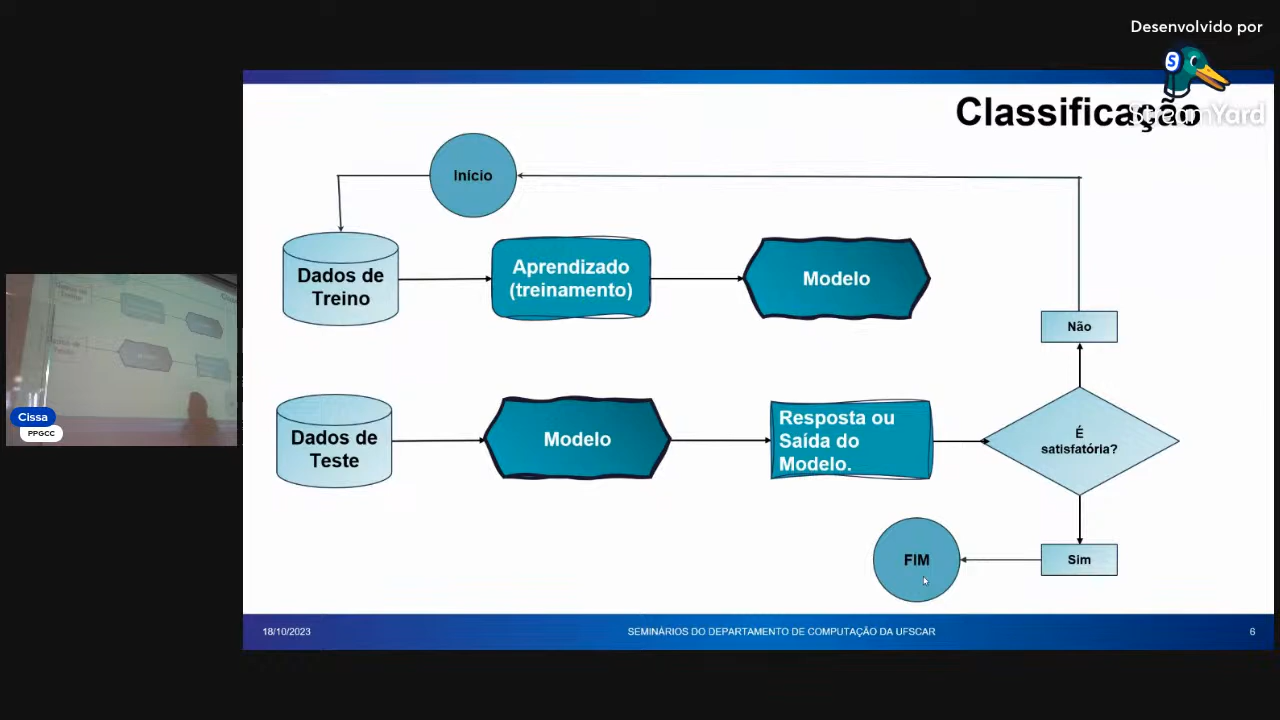 Desenvolvido por
StreamYard
Classificação
Início
Dados de
Treino
Aprendizado
(treinamento)
Modelo
Não
Dados de
Teste
Modelo
Resposta ou
Saída do
Modelo.
É
satisfatória?
Sim
FIM
Cissa
PPGCC
18/10/2023
SEMINÁRIOS DO DEPARTAMENTO DE COMPUTAÇÃO DA UFSCAR
6